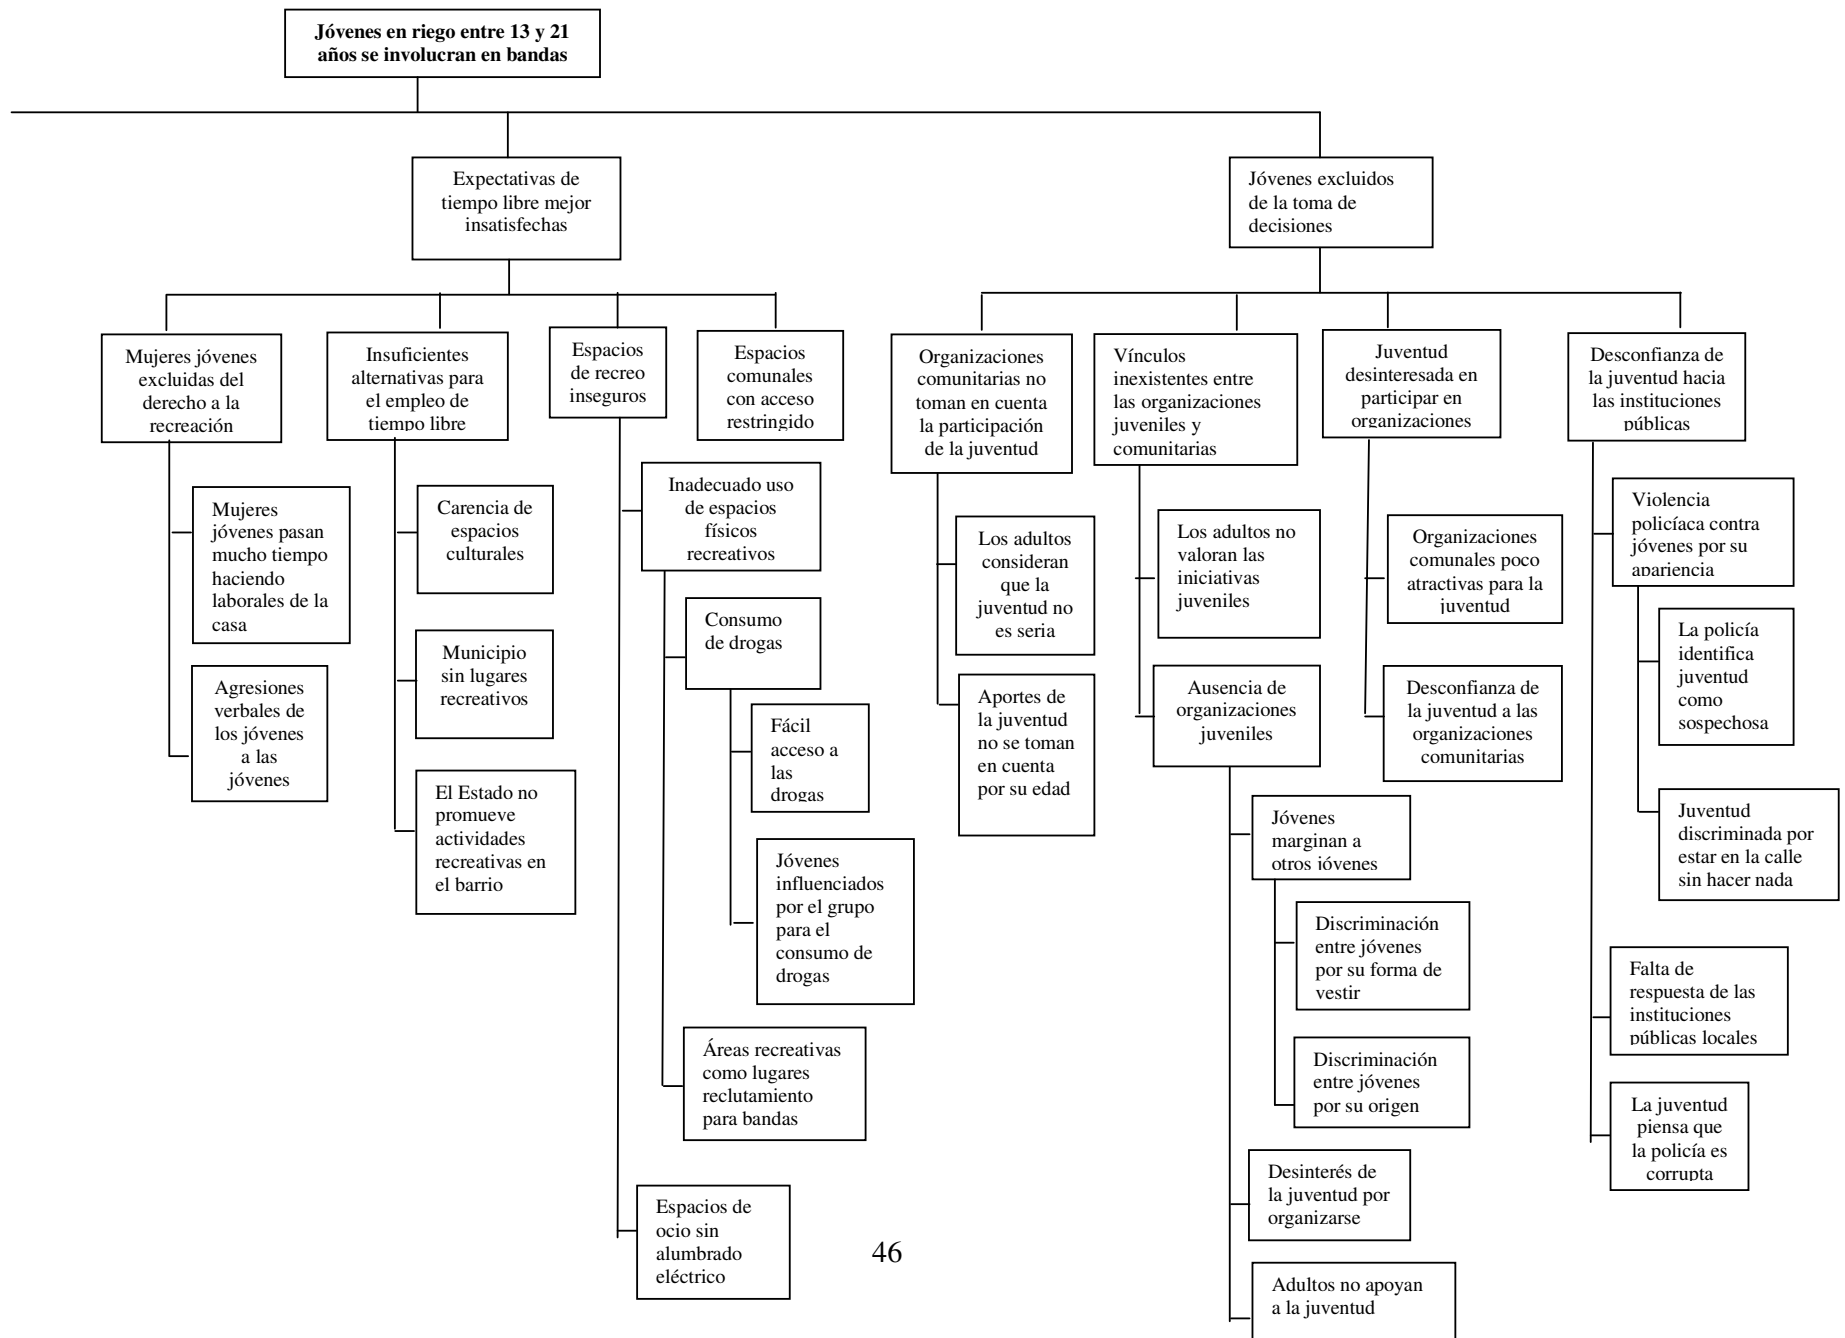 Jóvenes en riego entre 13 y 21
años se involucran en bandas
Expectativas de
tiempo libre mejor
insatisfechas
Jóvenes excluidos
de la toma de
decisiones
Mujeres jóvenes
excluidas del
derecho a la
recreación
Insuficientes
alternativas para
el empleo de
tiempo libre
Espacios
de recreo
inseguros
Espacios
comunales
con acceso
restringido
Organizaciones
comunitarias no
toman en cuenta
la participación
de la juventud
Vínculos
inexistentes entre
las organizaciones
juveniles y
comunitarias
Juventud
desinteresada en
participar en
organizaciones
Desconfianza de
la juventud hacia
las instituciones
públicas
Mujeres
jóvenes pasan
mucho tiempo
haciendo
laborales de la
casa
Agresiones
verbales de
los jóvenes
a las
jóvenes
Carencia de
espacios
culturales
Municipio
sin lugares
recreativos
El Estado no
promueve
actividades
recreativas en
el barrio
Inadecuado uso
de espacios
físicos
recreativos
Consumo
de drogas
Fácil
acceso a
las
drogas
Jóvenes
influenciados
por el grupo
para el
consumo de
drogas
Áreas recreativas
como lugares
reclutamiento
para bandas
Espacios de
ocio sin
alumbrado
eléctrico
Los adultos
consideran
que la
juventud no
es seria
Aportes de
la juventud
no se toman
en cuenta
por su edad
Los adultos no
valoran las
iniciativas
juveniles
Ausencia de
organizaciones
juveniles
Jóvenes
marginan a
otros jóvenes
Discriminación
entre jóvenes
por su forma de
vestir
Discriminación
entre jóvenes
por su origen
Desinterés de
la juventud por
organizarse
Adultos no apoyan
a la juventud
Organizaciones
comunales poco
atractivas para la
juventud
Desconfianza de
la juventud a las
organizaciones
comunitarias
Violencia
policíaca contra
jóvenes por su
apariencia
La policía
identifica
juventud
como
sospechosa
Juventud
discriminada por
estar en la calle
sin hacer nada
Falta de
respuesta de las
instituciones
públicas locales
La juventud
piensa que
la policía es
corrupta
46